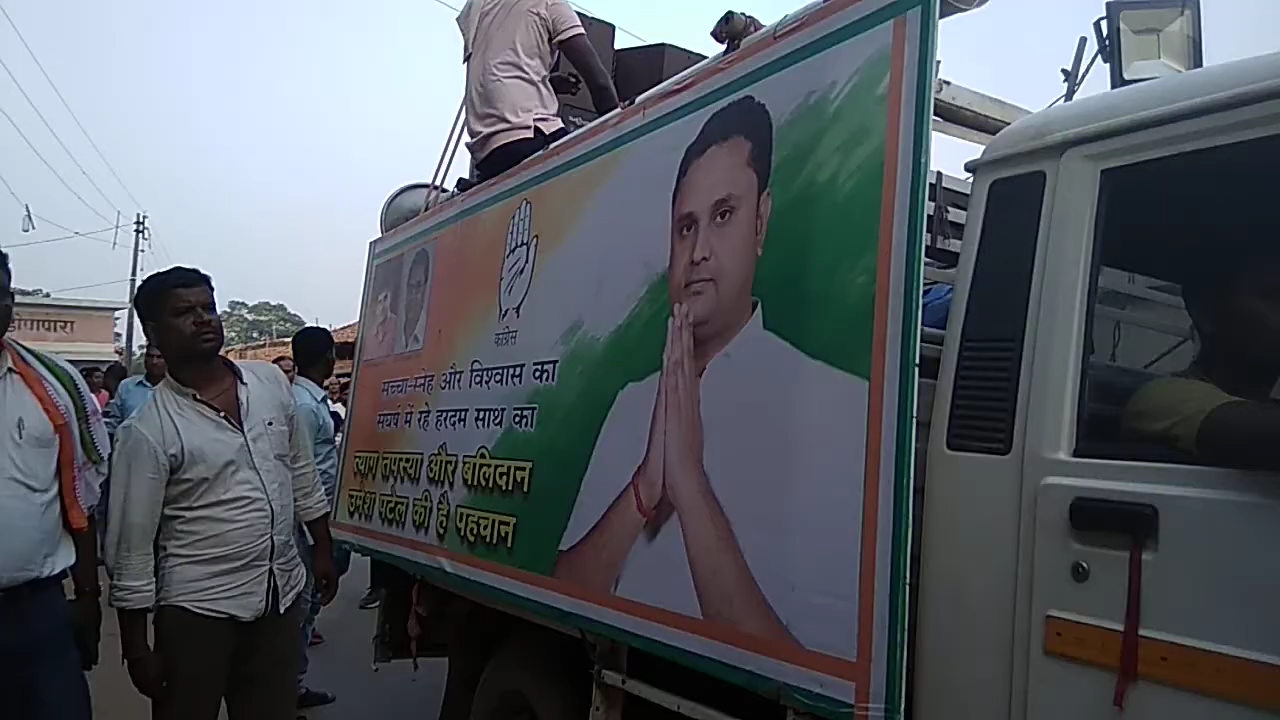 कांग्रेस
सच्चा-स्नेह और विश्वास का
संघर्ष में रहे हरदम साथ का
त्याग तपस्या और बलिदान
उमेश पटेल की है पहचान